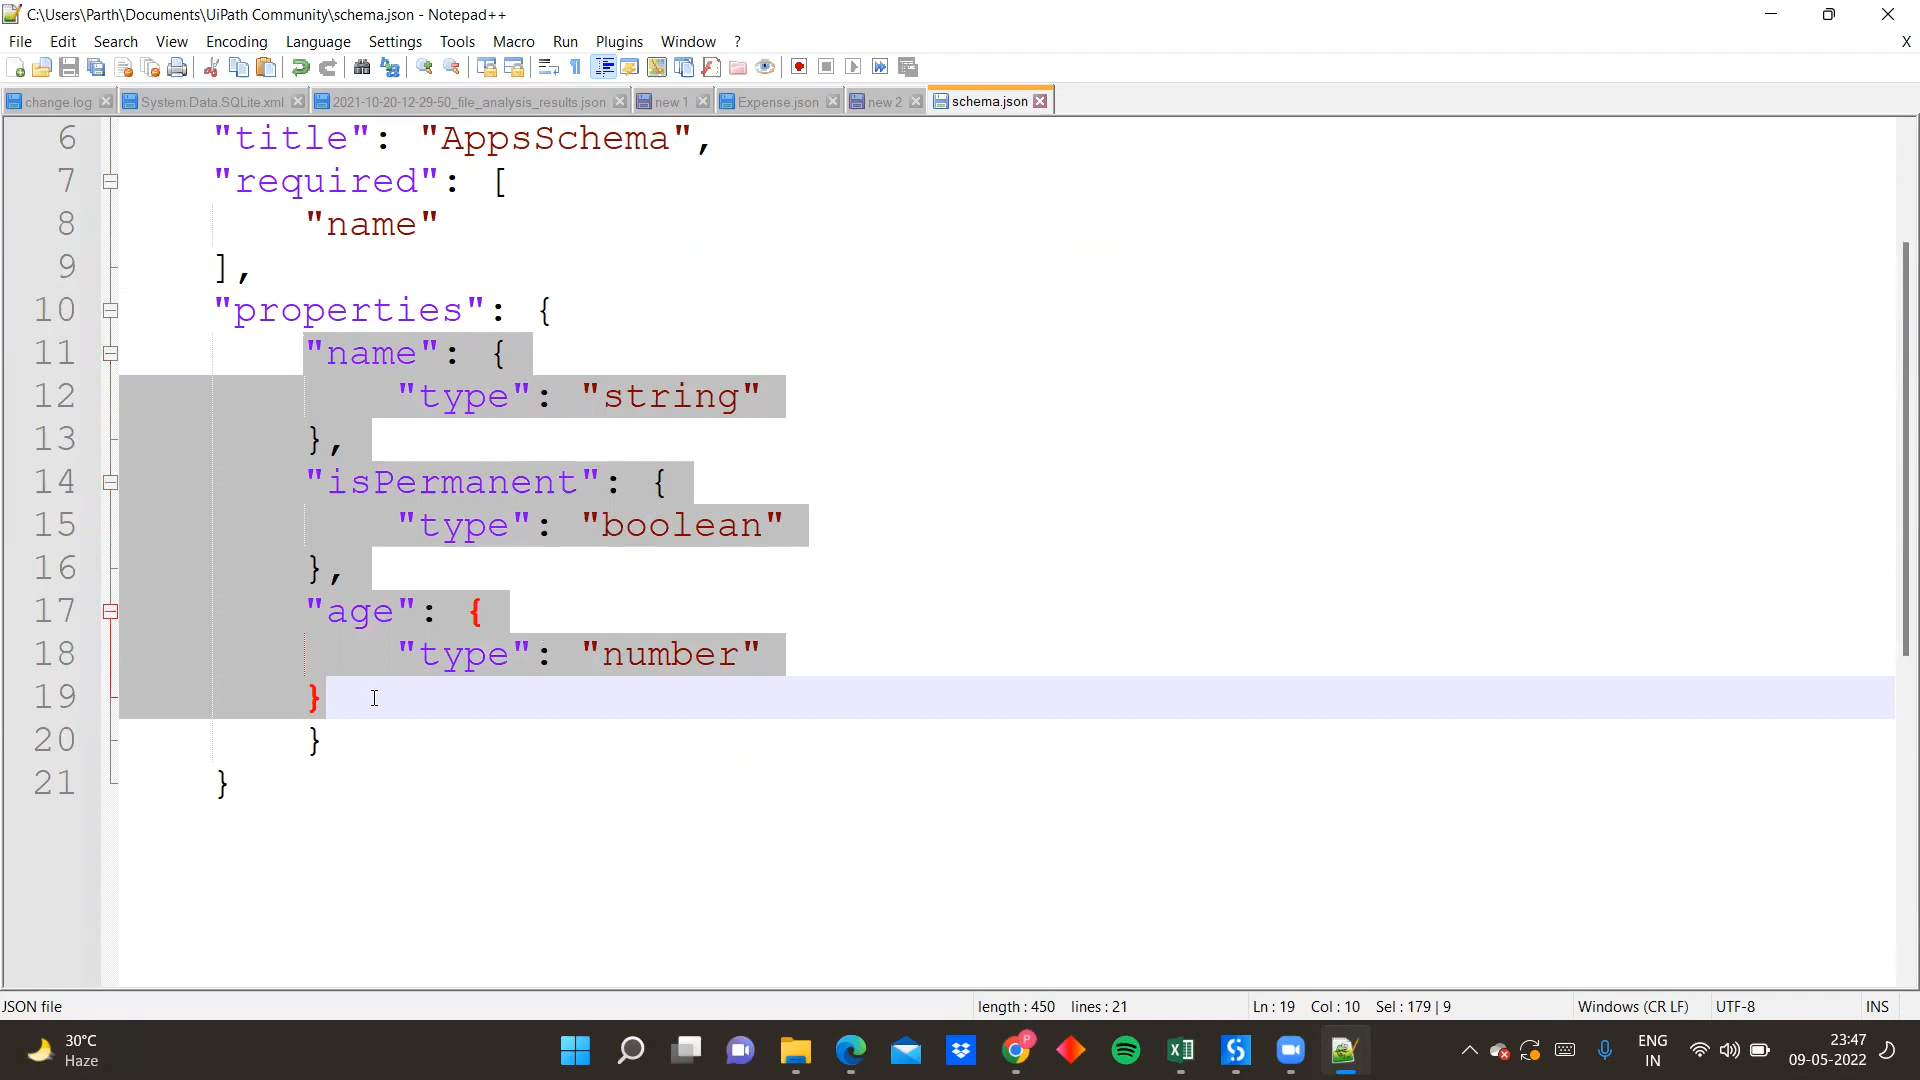 C:\Users\Parth\Documents\UiPath Community\schema.json - Notepad++
File Edit Search View Encoding Language Settings Tools Macro Run Plugins Window ? X
change.log System.Data.SQLite.xml 2021-10-20-12-29-50_file_analysis_results.json new 1 Expense.json new 2 schema.json
6 "title": "AppsSchema",
7 "required": [
8 "name"
9 ],
10 "properties": {
11 "name": {
12 "type": "string"
13 },
14 "isPermanent": {
15 "type": "boolean"
16 },
17 "age": {
18 "type": "number"
19 }
20 }
21 }
JSON file length : 450 lines : 21 Ln : 19 Col : 10 Sel : 179 | 9 Windows (CR LF) UTF-8 INS
30°C
Haze
ENG
IN
23:47
09-05-2022